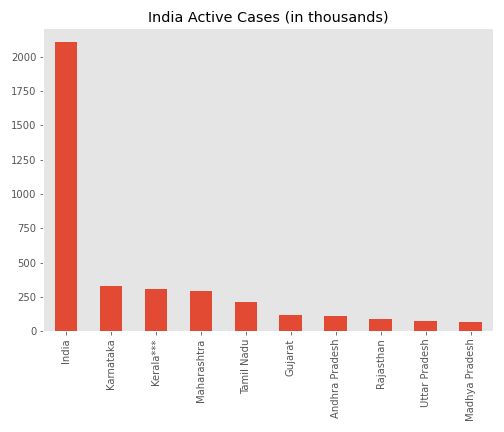 India Active Cases (in thousands)
2000
1750
1500
1250
1000
750
500
250
0
India
Karnataka
Kerala***
Maharashtra
Tamil Nadu
Gujarat
Andhra Pradesh
Rajasthan
Uttar Pradesh
Madhya Pradesh